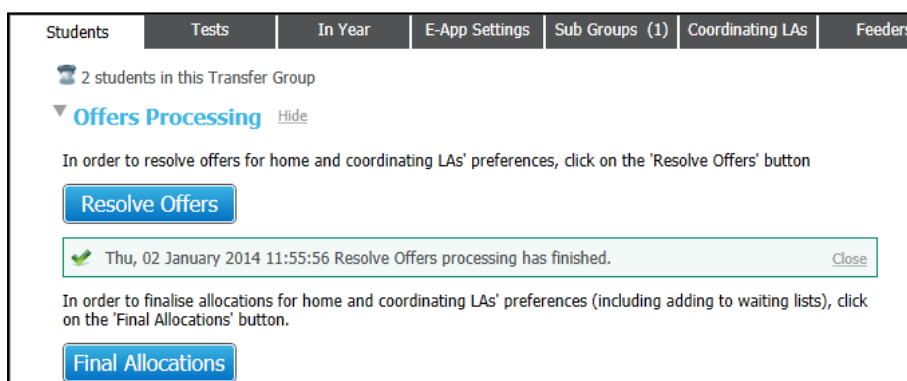 Students Tests In Year E-App Settings Sub Groups (1) Coordinating LAs Feeders
2 students in this Transfer Group
Offers Processing Hide
In order to resolve offers for home and coordinating LAs' preferences, click on the 'Resolve Offers' button
Resolve Offers
Thu, 02 January 2014 11:55:56 Resolve Offers processing has finished. Close
In order to finalise allocations for home and coordinating LAs' preferences (including adding to waiting lists), click
on the 'Final Allocations' button.
Final Allocations